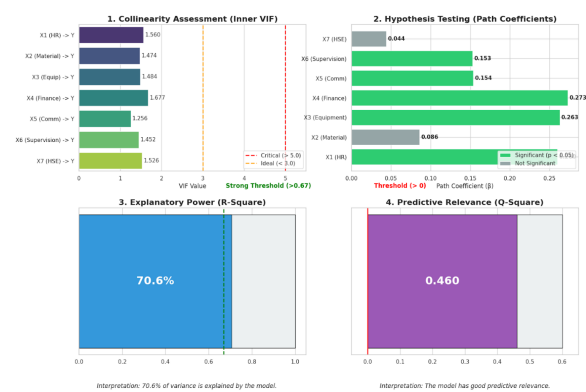 1. Collinearity Assessment (Inner VIF)
X1 (HR) -> Y
1.560
X2 (Material) -> Y
1.474
X3 (Equip) -> Y
1.484
X4 (Finance) -> Y
1.677
X5 (Comm) -> Y
1.256
X6 (Supervision) -> Y
1.452
X7 (HSE) -> Y
1.526
Critical (> 5.0)
Ideal (< 3.0)
0 1 2 3 4 5
VIF Value
2. Hypothesis Testing (Path Coefficients)
X7 (HSE)
0.044
X6 (Supervision)
0.153
X5 (Comm)
0.154
X4 (Finance)
0.273
X3 (Equipment)
0.263
X2 (Material)
0.086
X1 (HR)
Significant (p < 0.05)
Not Significant
0.00 0.05 0.10 0.15 0.20 0.25
Path Coefficient (β)
Strong Threshold (>0.67)
3. Explanatory Power (R-Square)
70.6%
0.0 0.2 0.4 0.6 0.8 1.0
Interpretation: 70.6% of variance is explained by the model.
Threshold (> 0)
4. Predictive Relevance (Q-Square)
0.460
0.0 0.1 0.2 0.3 0.4 0.5 0.6
Interpretation: The model has good predictive relevance.